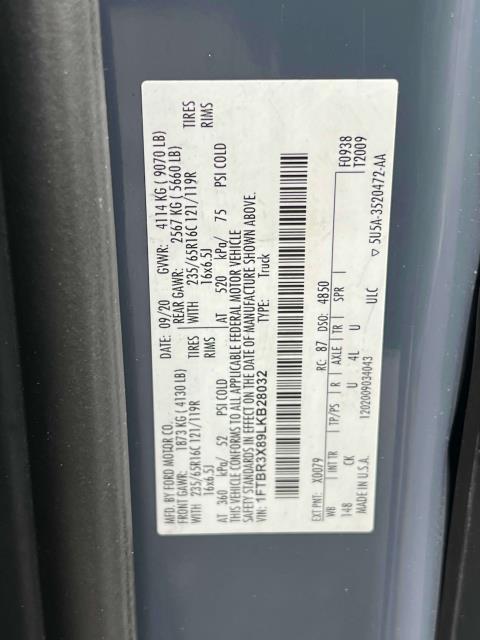 MFD. BY FORD MOTOR CO. DATE: 09/20 GVWR: 4114 KG ( 9070 LB)
FRONT GAWR: 1873 KG ( 4130 LB) REAR GAWR: 2567 KG ( 5660 LB)
WITH 235/65R16C 121/119R TIRES WITH 235/65R16C 121/119R TIRES
16x6.5J RIMS 16x6.5J RIMS
AT 360 kPa/ 52 PSI COLD AT 520 kPa/ 75 PSI COLD
THIS VEHICLE CONFORMS TO ALL APPLICABLE FEDERAL MOTOR VEHICLE
SAFETY STANDARDS IN EFFECT ON THE DATE OF MANUFACTURE SHOWN ABOVE.
VIN: 1FTBR3X89LKB28032 TYPE: Truck
F0938
EXT PNT: X0079 RC: 87 DSO: 4850 T2009
WB INT TR TP/PS R AXLE TR SPR
148 CK U 4L U
1202009034043 ULC
MADE IN U.S.A. ▽ 5U5A-3520472-AA